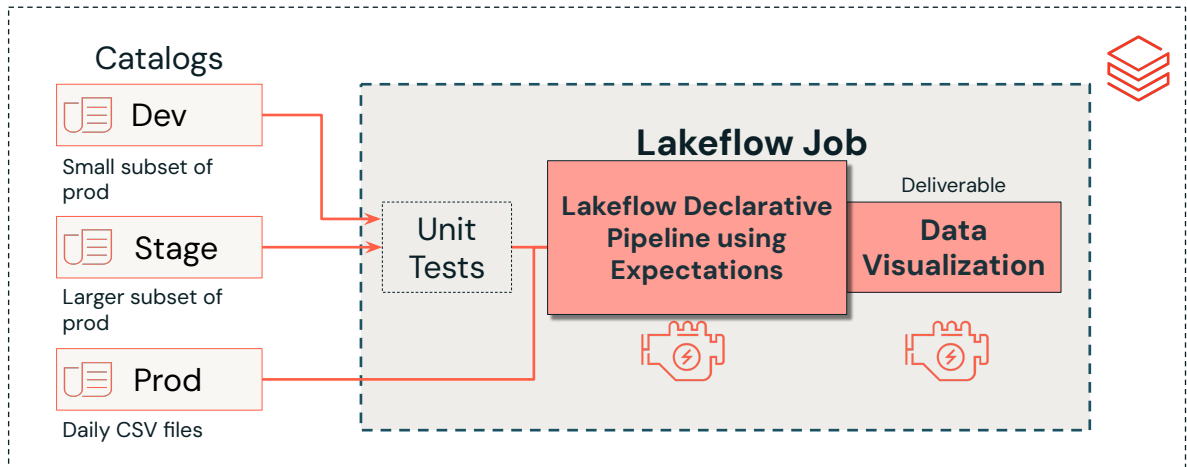 Catalogs
Dev
Small subset of
prod
Stage
Larger subset of
prod
Prod
Daily CSV files
Lakeflow Job
Unit
Tests
Lakeflow Declarative
Pipeline using
Expectations
Deliverable
Data
Visualization